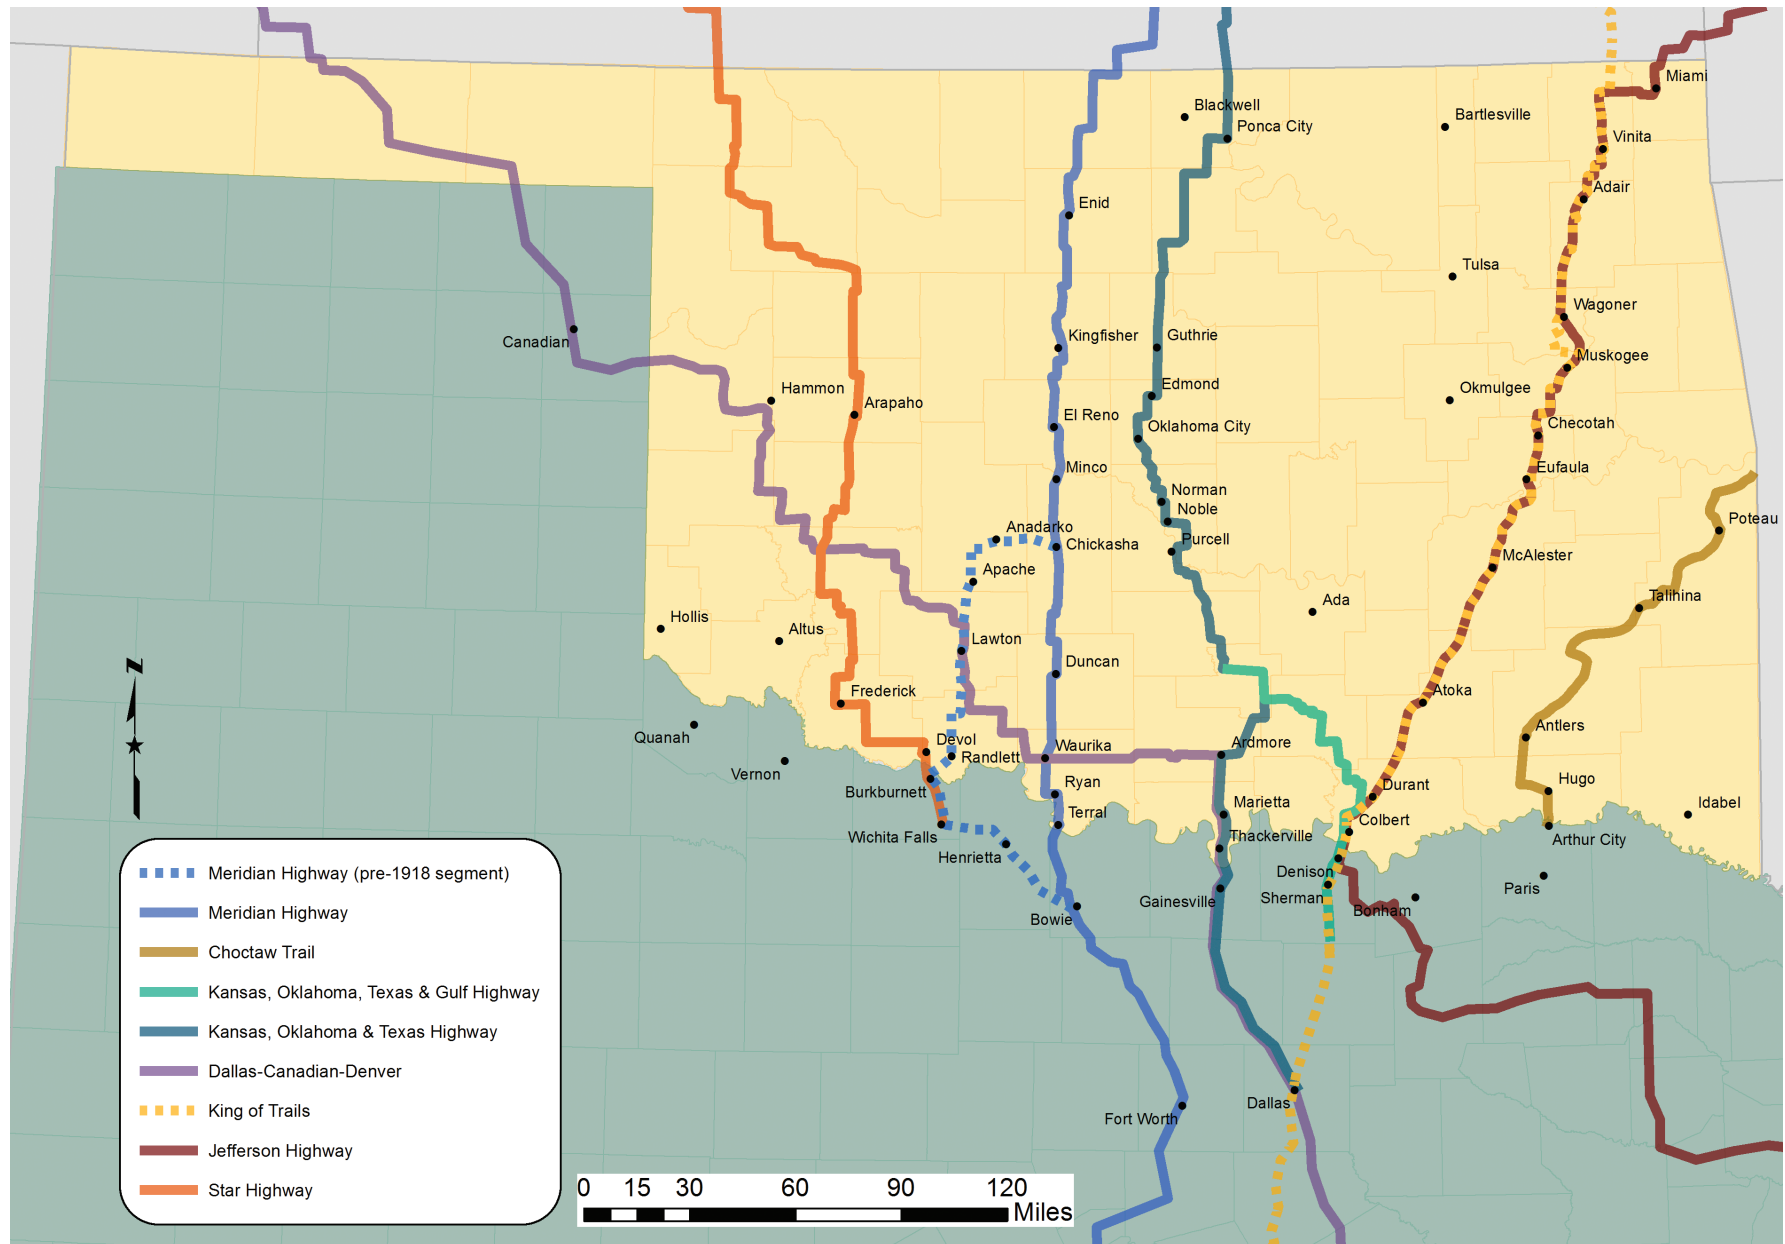 Miami
Blackwell
Bartlesville
Ponca City
Vinita
Adair
Enid
Tulsa
Wagoner
Kingfisher
Guthrie
Canadian
Muskogee
Edmond
Hammon
Okmulgee
Arapaho
El Reno
Checotah
Oklahoma City
Minco
Eufaula
Norman
Noble
Poteau
Anadarko
Chickasha
Purcell
McAlester
Apache
Talihina
Ada
Hollis
Altus
Lawton
Duncan
N
Frederick
Atoka
Antlers
Quanah
Devol
Ardmore
Waurika
Randlett
Vernon
Hugo
Ryan
Durant
Burkburnett
Marietta
Idabel
Terral
Colbert
Wichita Falls
Thackerville
Arthur City
Henrietta
Denison
Paris
Sherman
Gainesville
Bonham
Bowie
Dallas
Fort Worth
Meridian Highway (pre-1918 segment)
Meridian Highway
Choctaw Trail
Kansas, Oklahoma, Texas & Gulf Highway
Kansas, Oklahoma & Texas Highway
Dallas-Canadian-Denver
King of Trails
Jefferson Highway
Star Highway
0 15 30 60 90 120
Miles